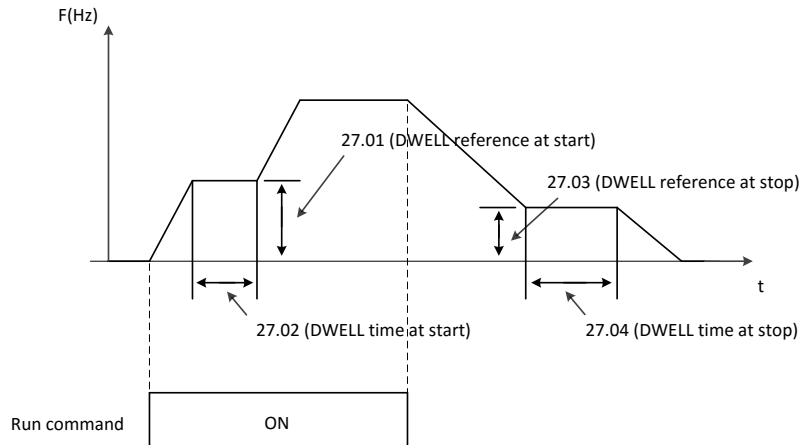 F(Hz)
27.01 (DWELL reference at start)
27.03 (DWELL reference at stop)
t
27.02 (DWELL time at start)
27.04 (DWELL time at stop)
Run command
ON